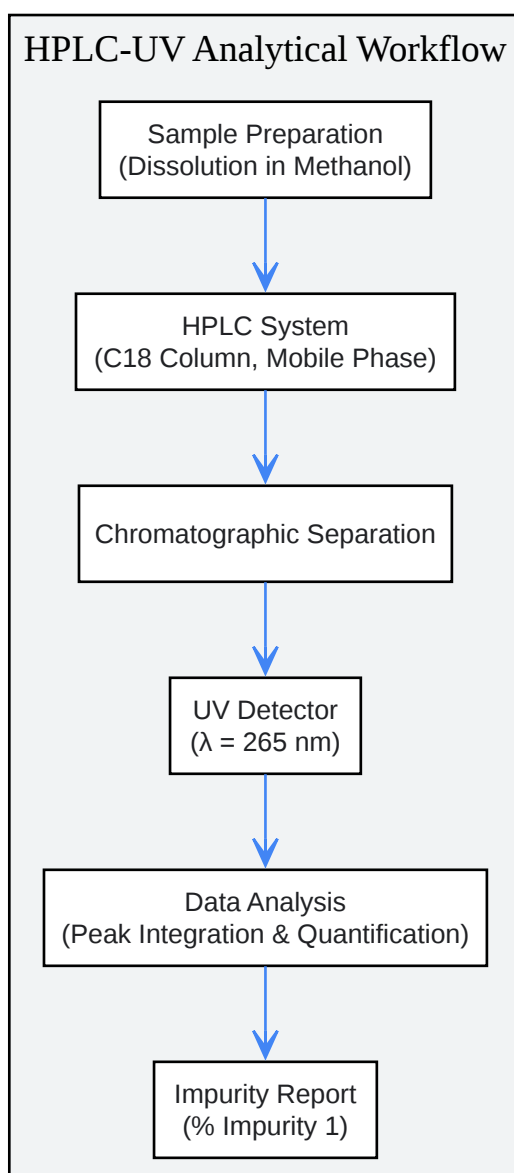 HPLC-UV Analytical Workflow
Sample Preparation
(Dissolution in Methanol)
HPLC System
(C18 Column, Mobile Phase)
Chromatographic Separation
UV Detector
(λ = 265 nm)
Data Analysis
(Peak Integration & Quantification)
Impurity Report
(% Impurity 1)